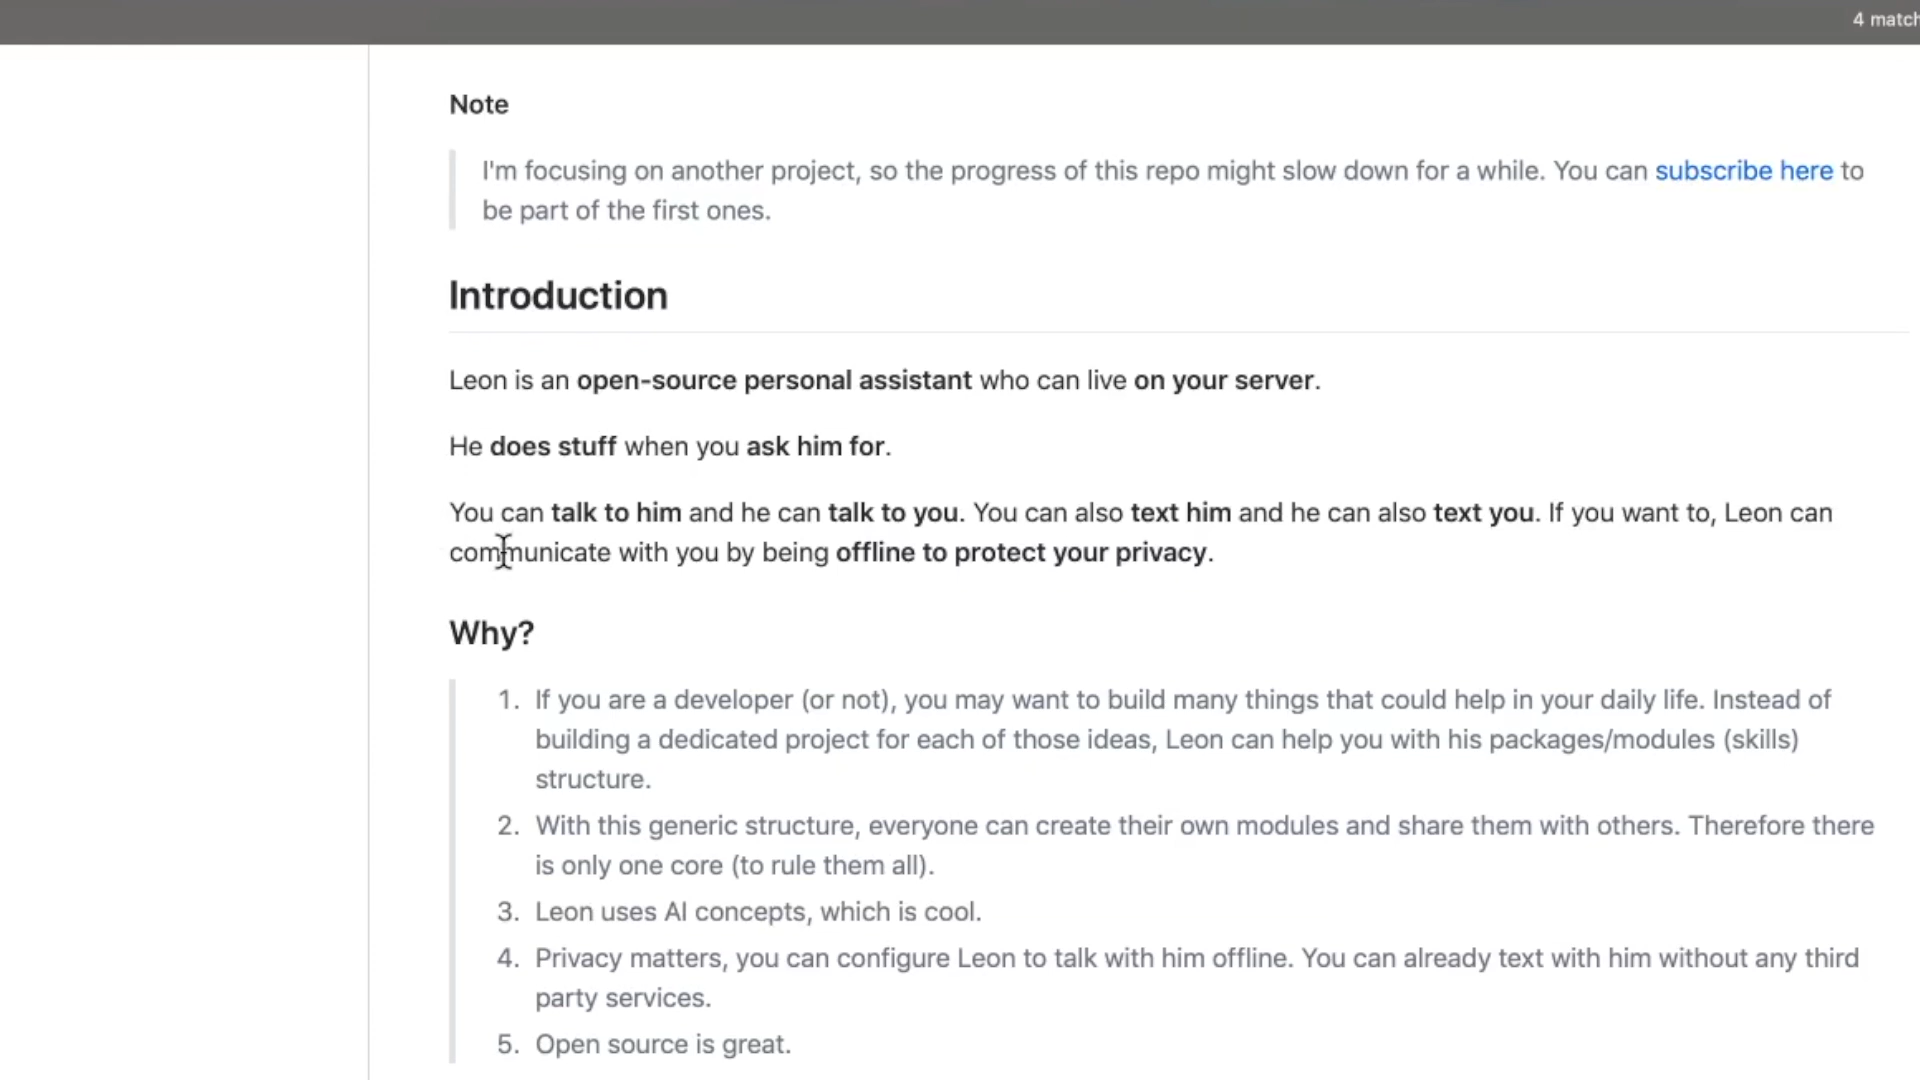 4 match
Note
I'm focusing on another project, so the progress of this repo might slow down for a while. You can subscribe here to
be part of the first ones.
Introduction
Leon is an open-source personal assistant who can live on your server.
He does stuff when you ask him for.
You can talk to him and he can talk to you. You can also text him and he can also text you. If you want to, Leon can
communicate with you by being offline to protect your privacy.
Why?
1. If you are a developer (or not), you may want to build many things that could help in your daily life. Instead of
building a dedicated project for each of those ideas, Leon can help you with his packages/modules (skills)
structure.
2. With this generic structure, everyone can create their own modules and share them with others. Therefore there
is only one core (to rule them all).
3. Leon uses AI concepts, which is cool.
4. Privacy matters, you can configure Leon to talk with him offline. You can already text with him without any third
party services.
5. Open source is great.